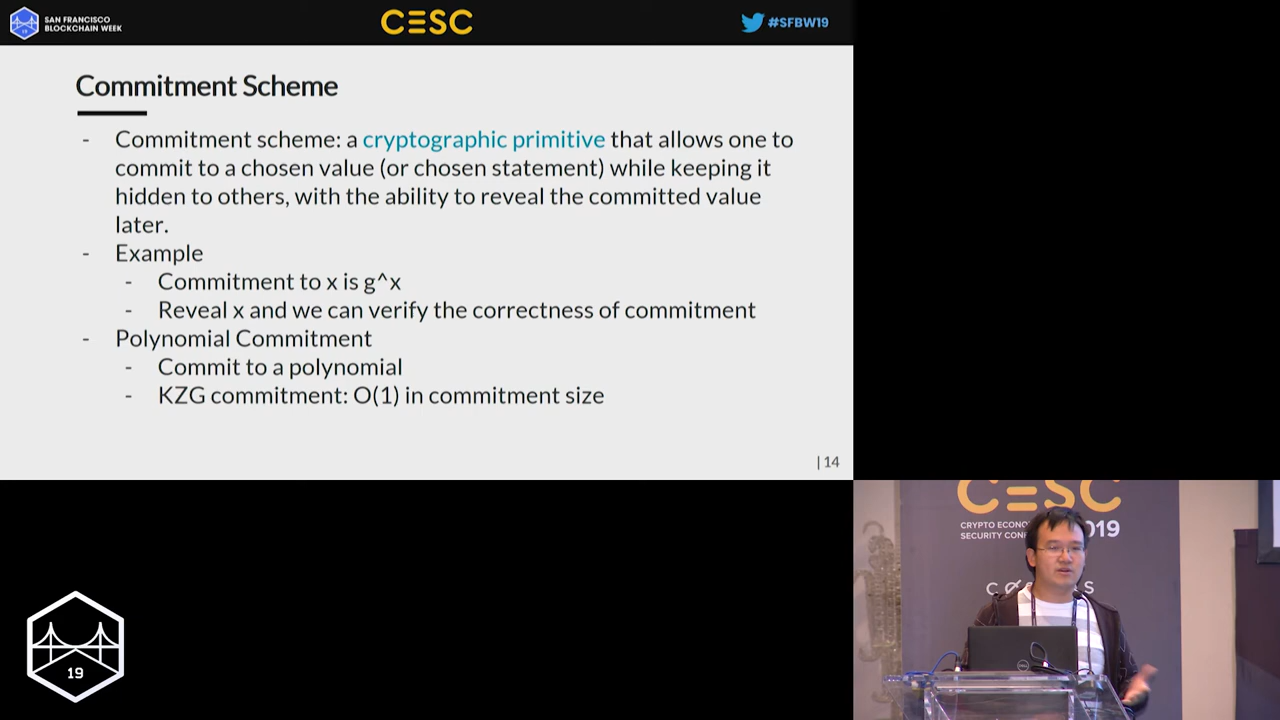 SAN FRANCISCO
BLOCKCHAIN WEEK
19
CESC
#SFBW19
Commitment Scheme
- Commitment scheme: a cryptographic primitive that allows one to
commit to a chosen value (or chosen statement) while keeping it
hidden to others, with the ability to reveal the committed value
later.
- Example
- Commitment to x is g^x
- Reveal x and we can verify the correctness of commitment
- Polynomial Commitment
- Commit to a polynomial
- KZG commitment: O(1) in commitment size
| 14
CESC
CRYPTO ECONO
SECURITY CON
019
19